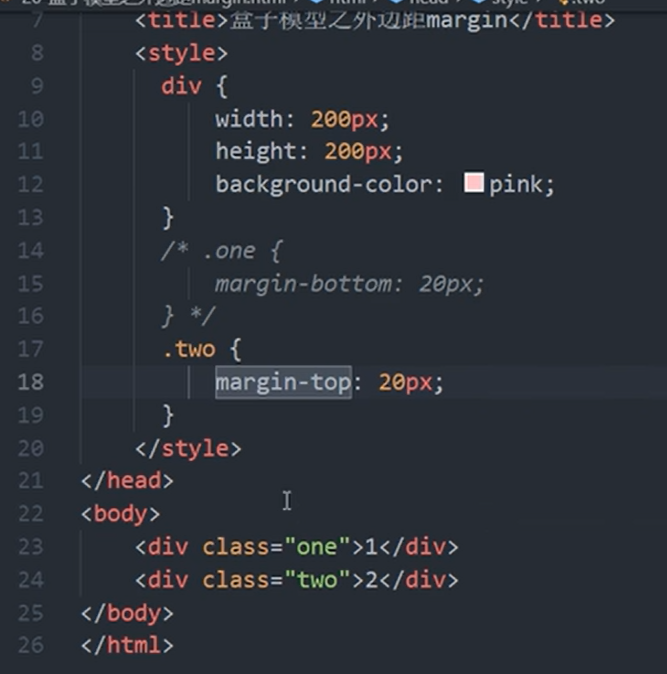 7 <title>盒子模型之外边距margin</title>
8 <style>
9 div {
10 width: 200px;
11 height: 200px;
12 background-color: pink;
13 }
14 /* .one {
15 margin-bottom: 20px;
16 } */
17 .two {
18 margin-top: 20px;
19 }
20 </style>
21 </head>
22 <body>
23 <div class="one">1</div>
24 <div class="two">2</div>
25 </body>
26 </html>